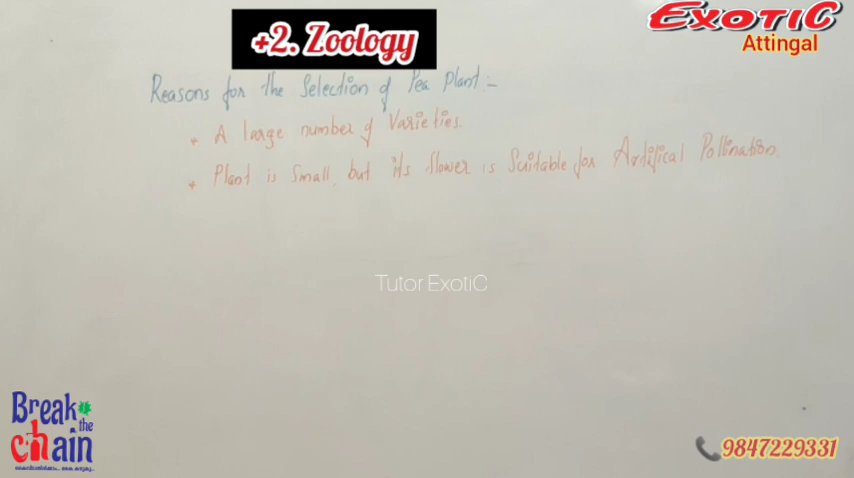 +2. Zoology
EXOTIC
Attingal
Reasons for the Selection of Pea Plant:-
* A large number of Varieties.
* Plant is Small, but its flower is Suitable for Artifical Pollination.
Tutor ExotiC
Break
the
chain
9847229331